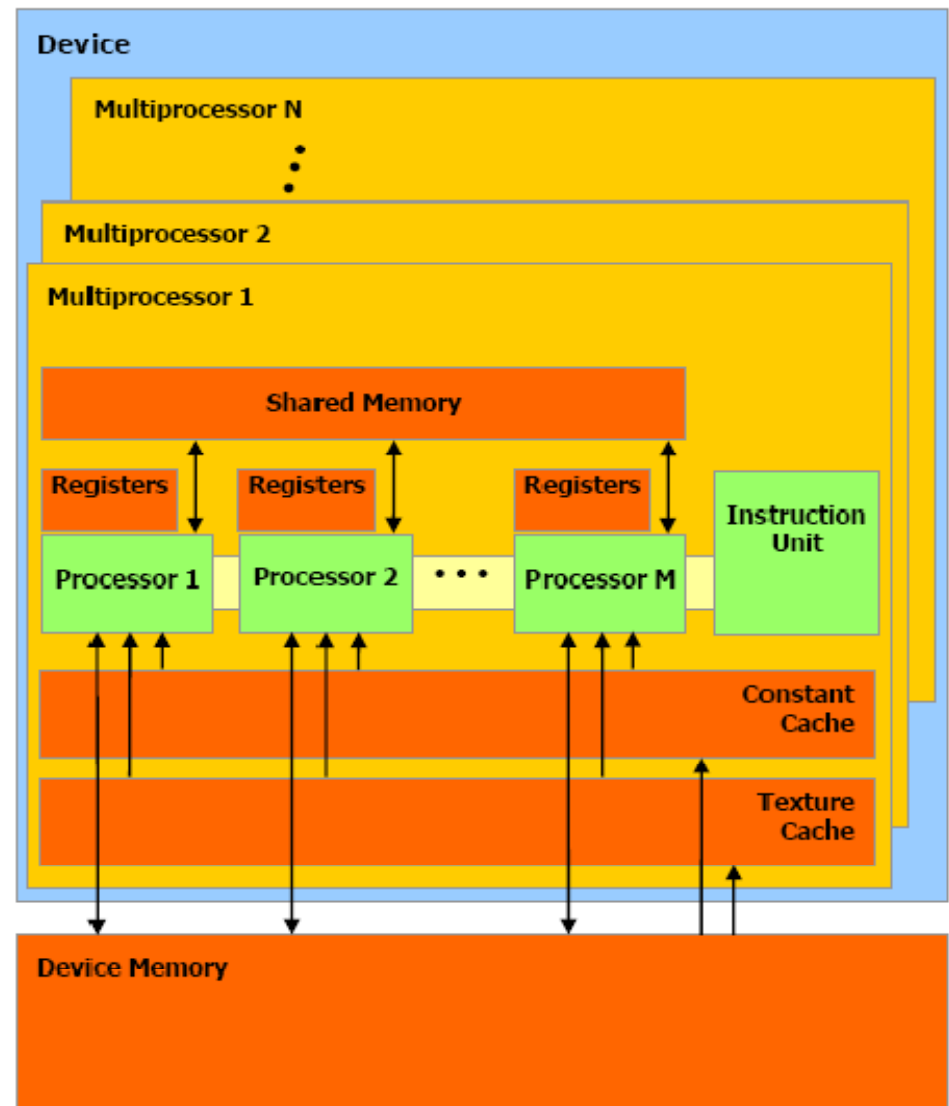 Device
Multiprocessor N
Multiprocessor 2
Multiprocessor 1
Shared Memory
Registers
Registers
Registers
Instruction
Unit
Processor 1
Processor 2
• • •
Processor M
Constant
Cache
Texture
Cache
Device Memory